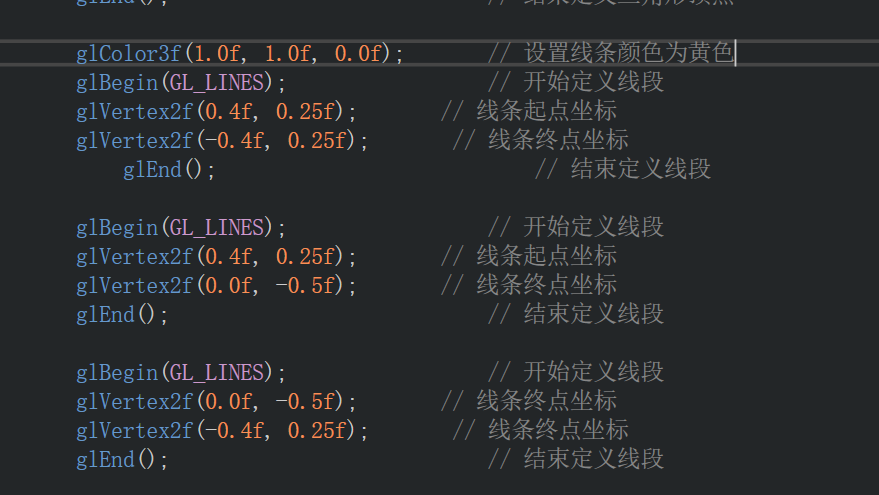 glEnd(); // 结束定义三角形顶点
glColor3f(1.0f, 1.0f, 0.0f); // 设置线条颜色为黄色
glBegin(GL_LINES); // 开始定义线段
glVertex2f(0.4f, 0.25f); // 线条起点坐标
glVertex2f(-0.4f, 0.25f); // 线条终点坐标
glEnd(); // 结束定义线段
glBegin(GL_LINES); // 开始定义线段
glVertex2f(0.4f, 0.25f); // 线条起点坐标
glVertex2f(0.0f, -0.5f); // 线条终点坐标
glEnd(); // 结束定义线段
glBegin(GL_LINES); // 开始定义线段
glVertex2f(0.0f, -0.5f); // 线条终点坐标
glVertex2f(-0.4f, 0.25f); // 线条终点坐标
glEnd(); // 结束定义线段